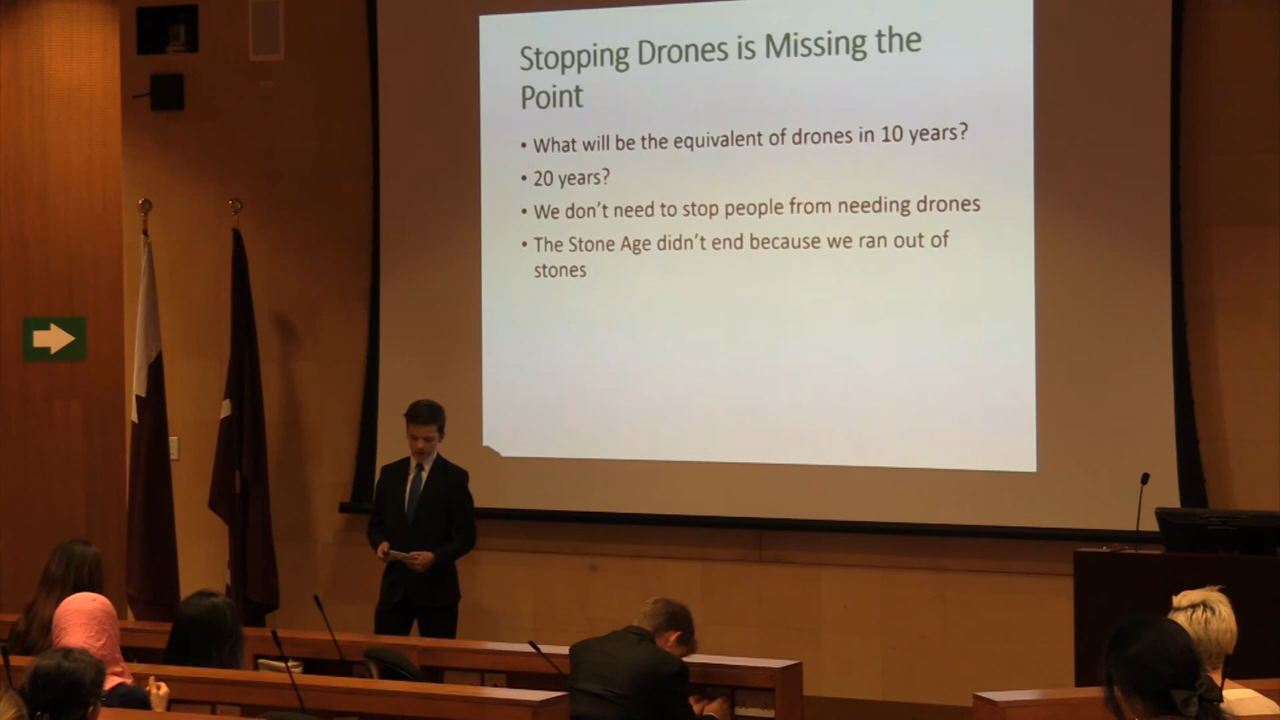 Stopping Drones is Missing the
Point
• What will be the equivalent of drones in 10 years?
• 20 years?
• We don't need to stop people from needing drones
• The Stone Age didn't end because we ran out of
stones